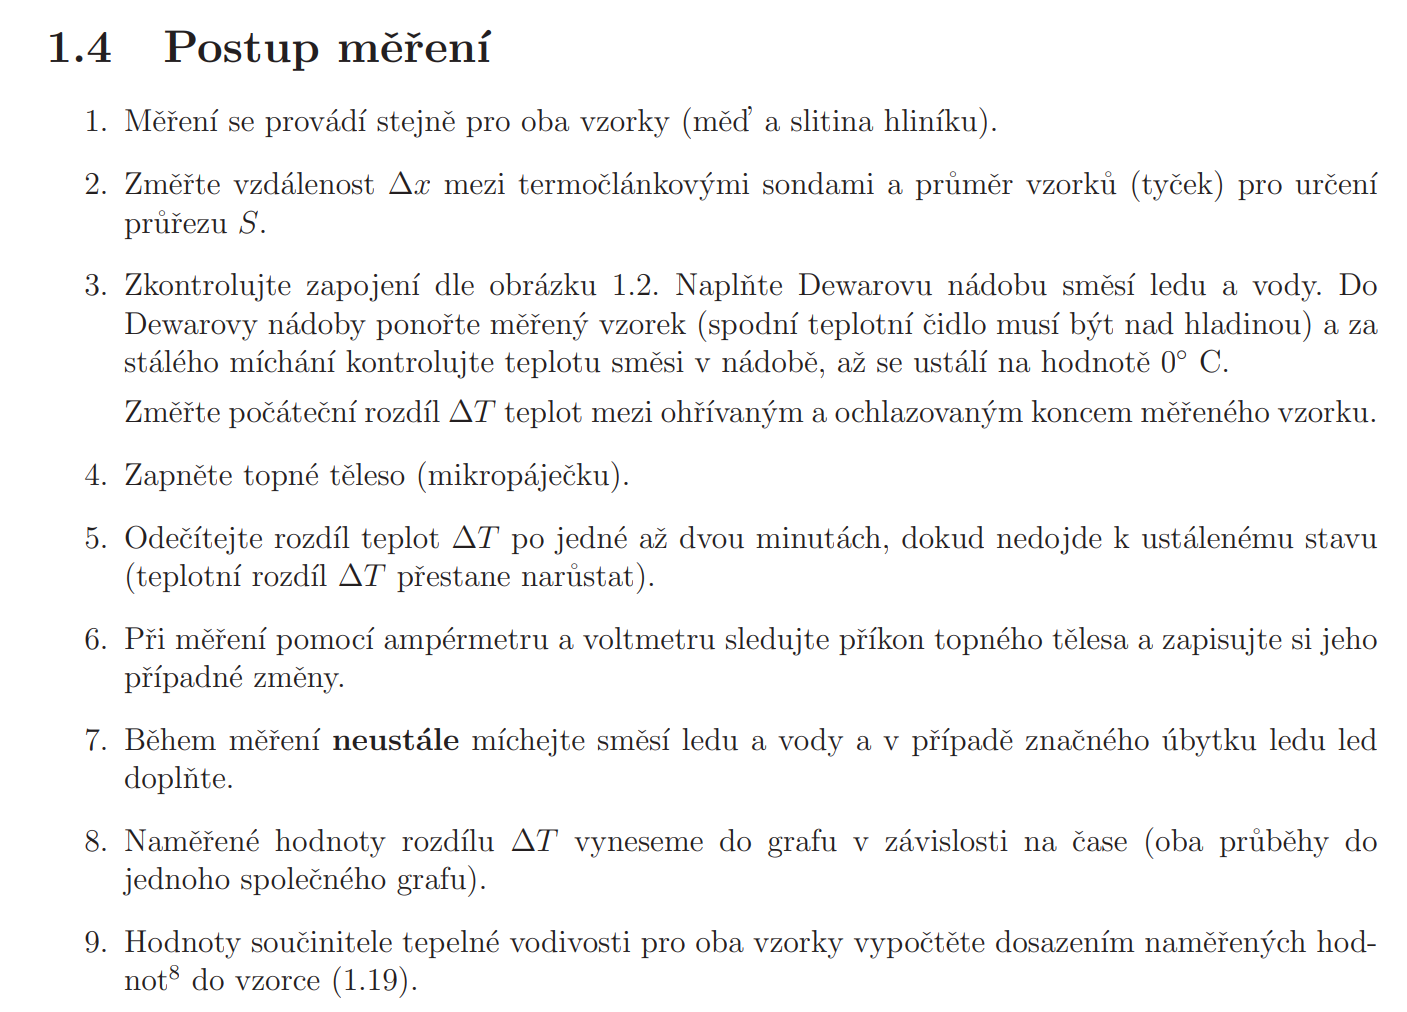 1.4 Postup měření
1. Měření se provádí stejně pro oba vzorky (měď a slitina hliníku).
2. Změřte vzdálenost Δx mezi termočlánkovými sondami a průměr vzorků (tyček) pro určení
průřezu S.
3. Zkontrolujte zapojení dle obrázku 1.2. Naplňte Dewarovu nádobu směsí ledu a vody. Do
Dewarovy nádoby ponořte měřený vzorek (spodní teplotní čidlo musí být nad hladinou) a za
stálého míchání kontrolujte teplotu směsi v nádobě, až se ustálí na hodnotě 0° C.
Změřte počáteční rozdíl ΔT teplot mezi ohřívaným a ochlazovaným koncem měřeného vzorku.
4. Zapněte topné těleso (mikropáječku).
5. Odečítejte rozdíl teplot ΔT po jedné až dvou minutách, dokud nedojde k ustálenému stavu
(teplotní rozdíl ΔT přestane narůstat).
6. Při měření pomocí ampérmetru a voltmetru sledujte příkon topného tělesa a zapisujte si jeho
případné změny.
7. Během měření neustále míchejte směsí ledu a vody a v případě značného úbytku ledu led
doplňte.
8. Naměřené hodnoty rozdílu ΔT vyneseme do grafu v závislosti na čase (oba průběhy do
jednoho společného grafu).
9. Hodnoty součinitele tepelné vodivosti pro oba vzorky vypočtěte dosazením naměřených hod-
not⁸ do vzorce (1.19).